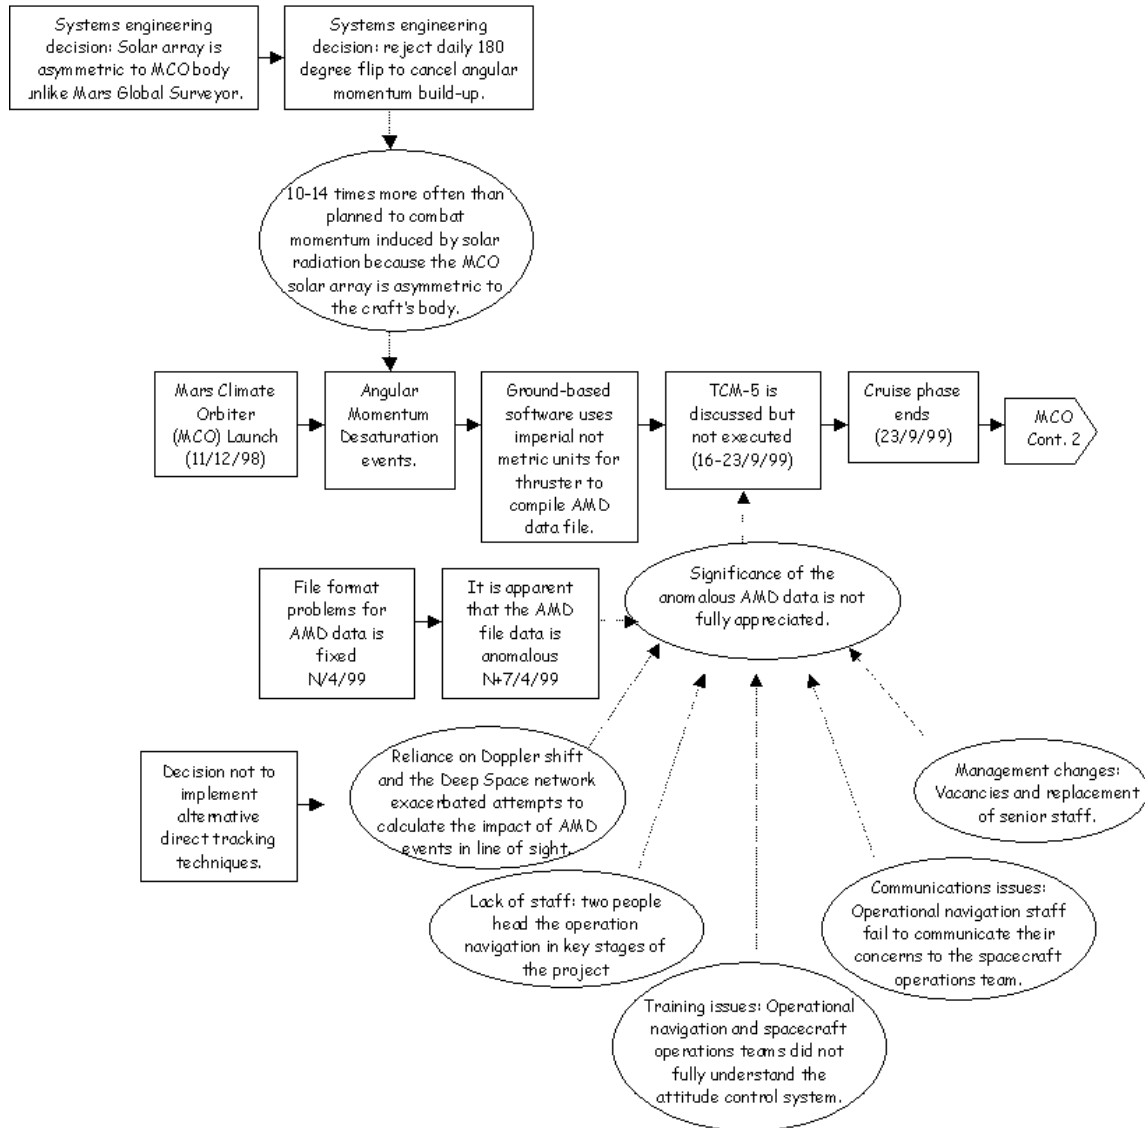 Systems engineering
decision: Solar array is
asymmetric to MCO body
unlike Mars Global Surveyor.
Systems engineering
decision: reject daily 180
degree flip to cancel angular
momentum build-up.
10-14 times more often than
planned to combat
momentum induced by solar
radiation because the MCO
solar array is asymmetric to
the craft's body.
Mars Climate
Orbiter
(MCO) Launch
(11/12/98)
Angular
Momentum
Desaturation
events.
Ground-based
software uses
imperial not
metric units for
thruster to
compile AMD
data file.
TCM-5 is
discussed but
not executed
(16-23/9/99)
Cruise phase
ends
(23/9/99)
MCO
Cont. 2
File format
problems for
AMD data is
fixed
N/4/99
It is apparent
that the AMD
file data is
anomalous
N+7/4/99
Significance of the
anomalous AMD data is not
fully appreciated.
Decision not to
implement
alternative
direct tracking
techniques.
Reliance on Doppler shift
and the Deep Space network
exacerbated attempts to
calculate the impact of AMD
events in line of sight.
Management changes:
Vacancies and replacement
of senior staff.
Lack of staff: two people
head the operation
navigation in key stages of
the project
Communications issues:
Operational navigation staff
fail to communicate their
concerns to the spacecraft
operations team.
Training issues: Operational
navigation and spacecraft
operations teams did not
fully understand the
attitude control system.